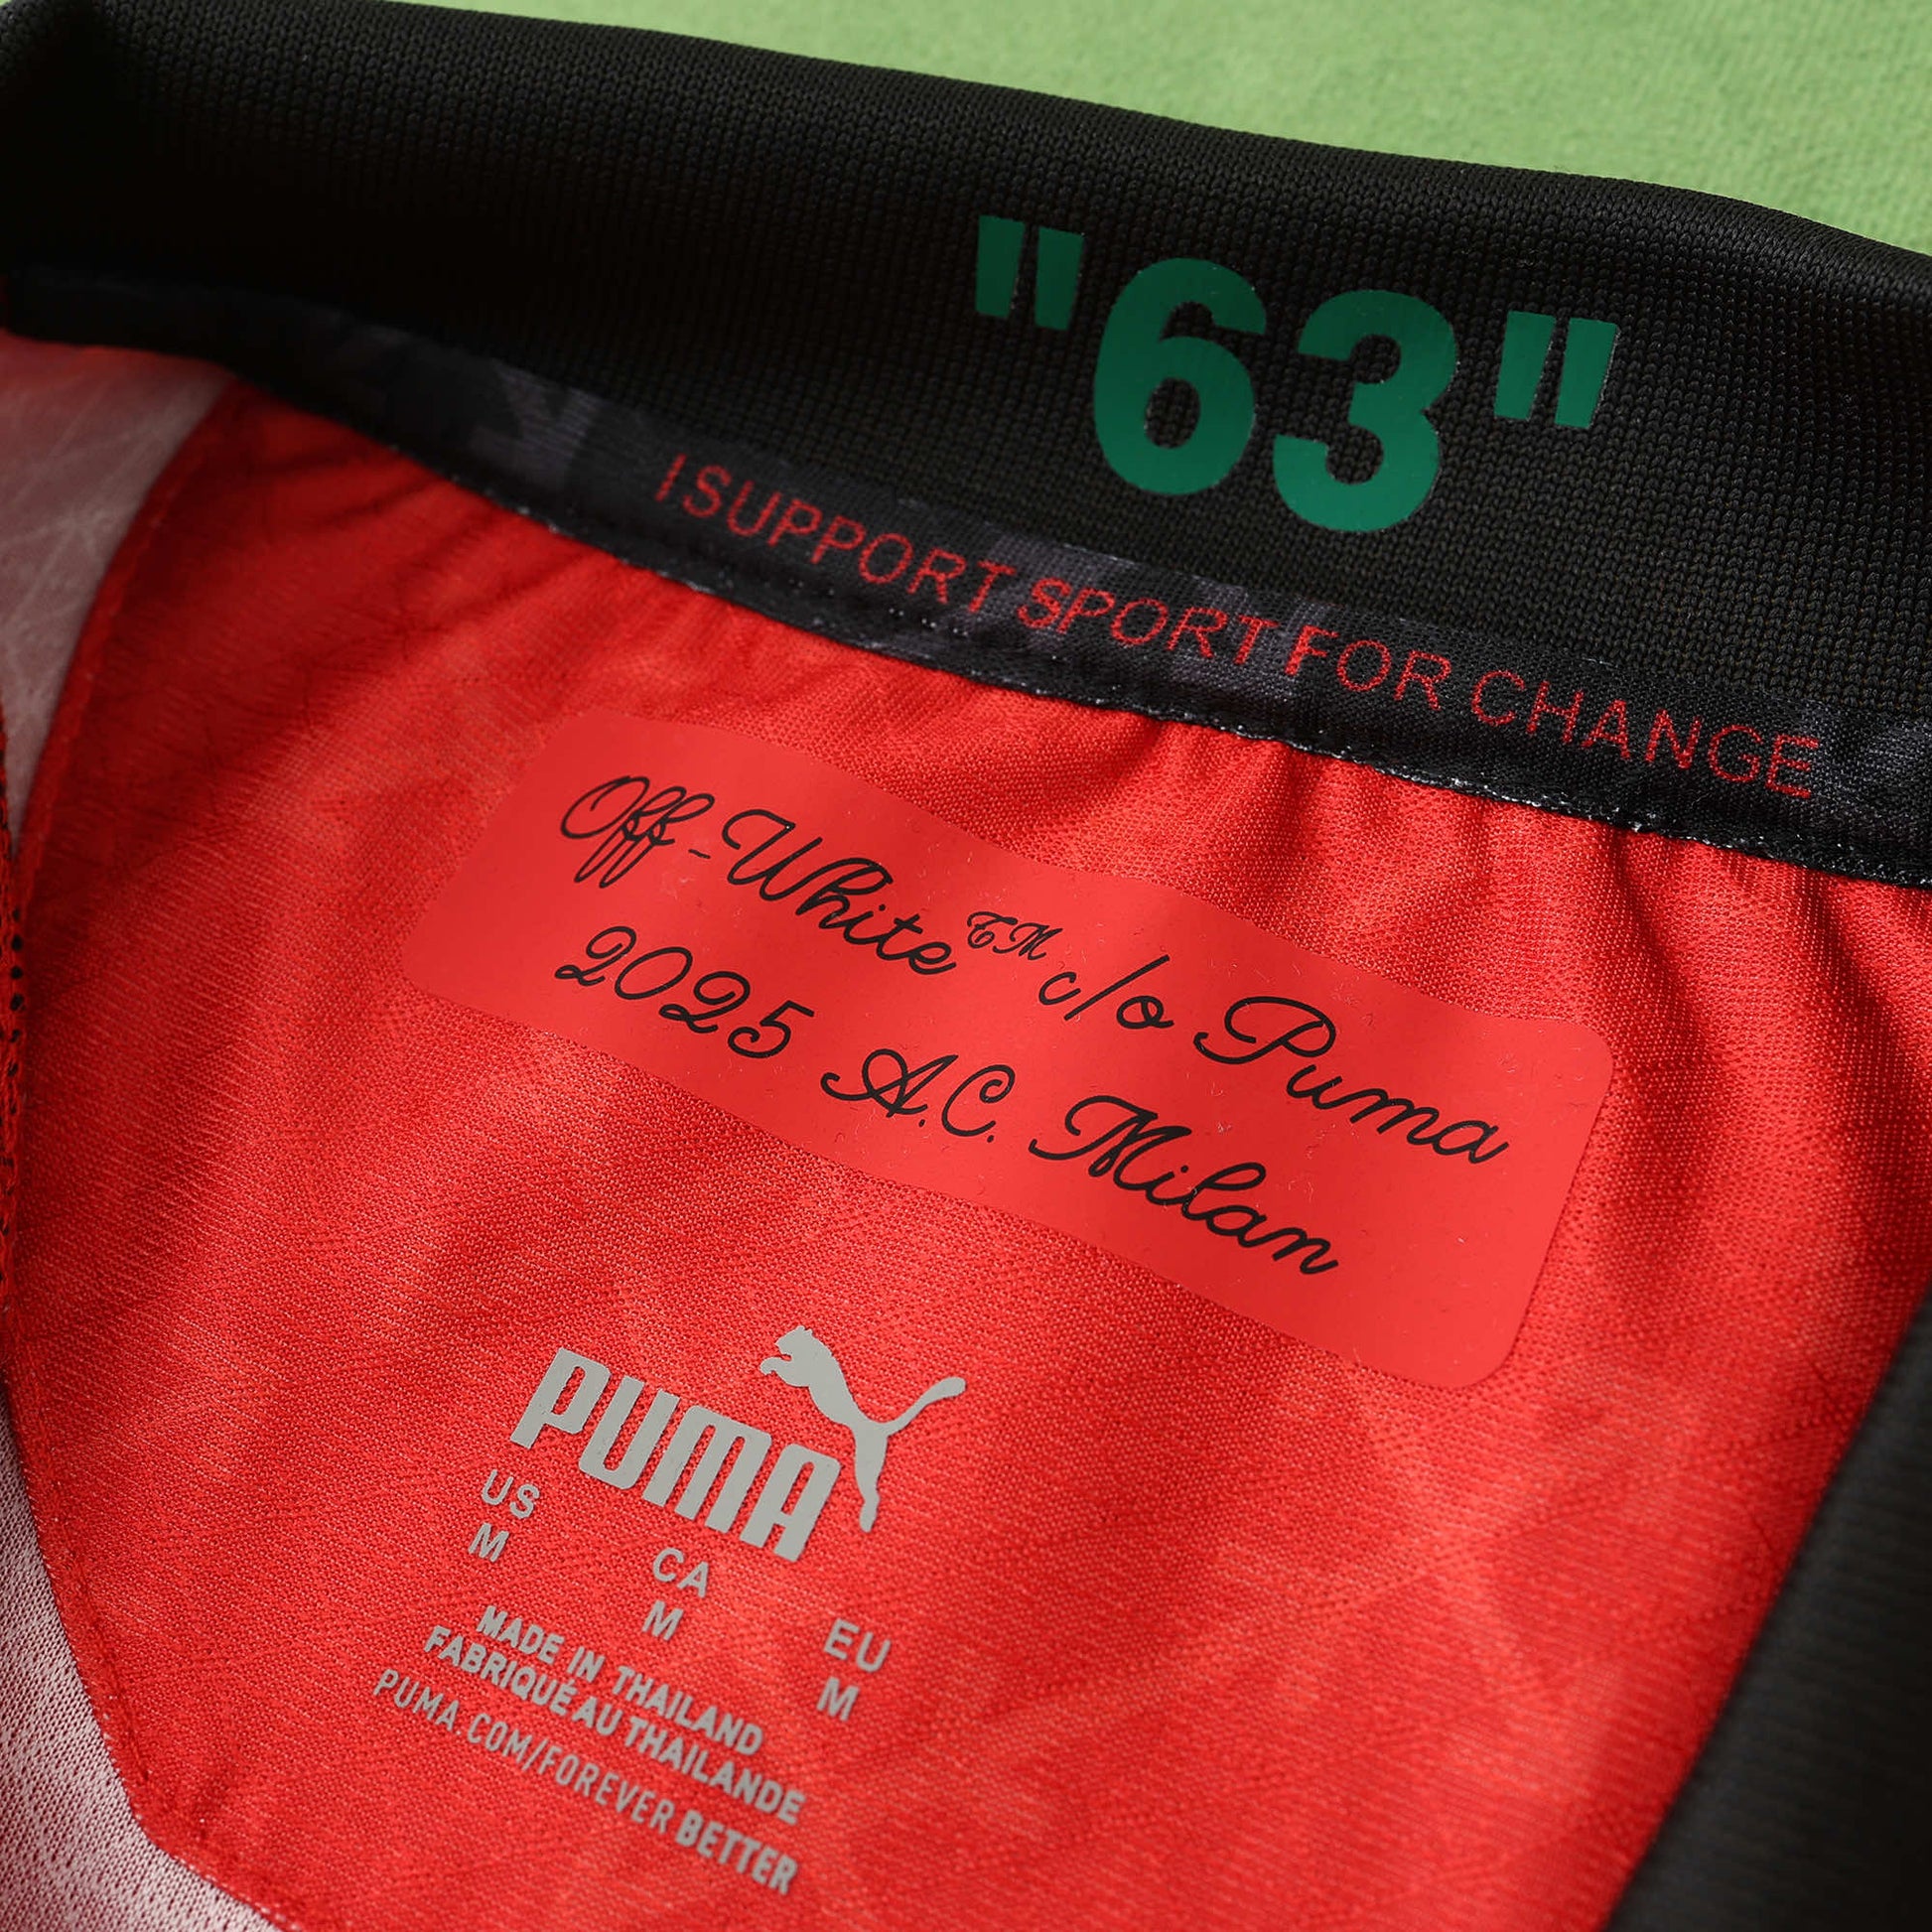 "63"
I SUPPORT SPORT FOR CHANGE
Off-White™ c/o Puma
2025 A.C. Milan
PUMA
US CA EU
M M M
MADE IN THAILAND
FABRIQUÉ AU THAILANDE
PUMA.COM/FOREVER BETTER